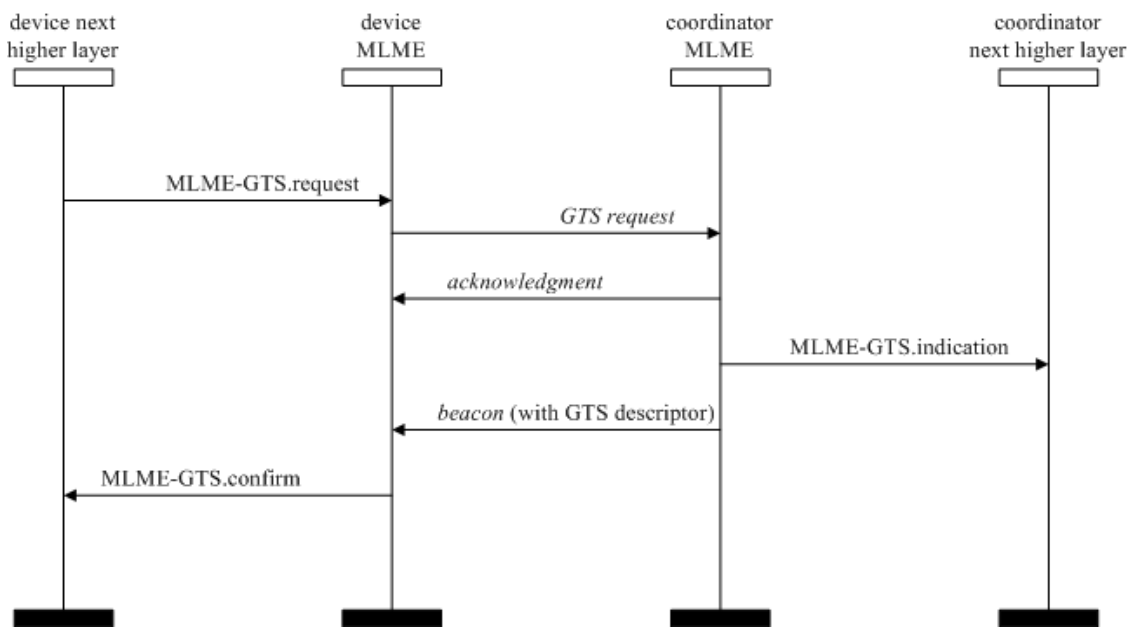 device next
higher layer
device
MLME
coordinator
MLME
coordinator
next higher layer
MLME-GTS.request
GTS request
acknowledgment
MLME-GTS.indication
beacon (with GTS descriptor)
MLME-GTS.confirm